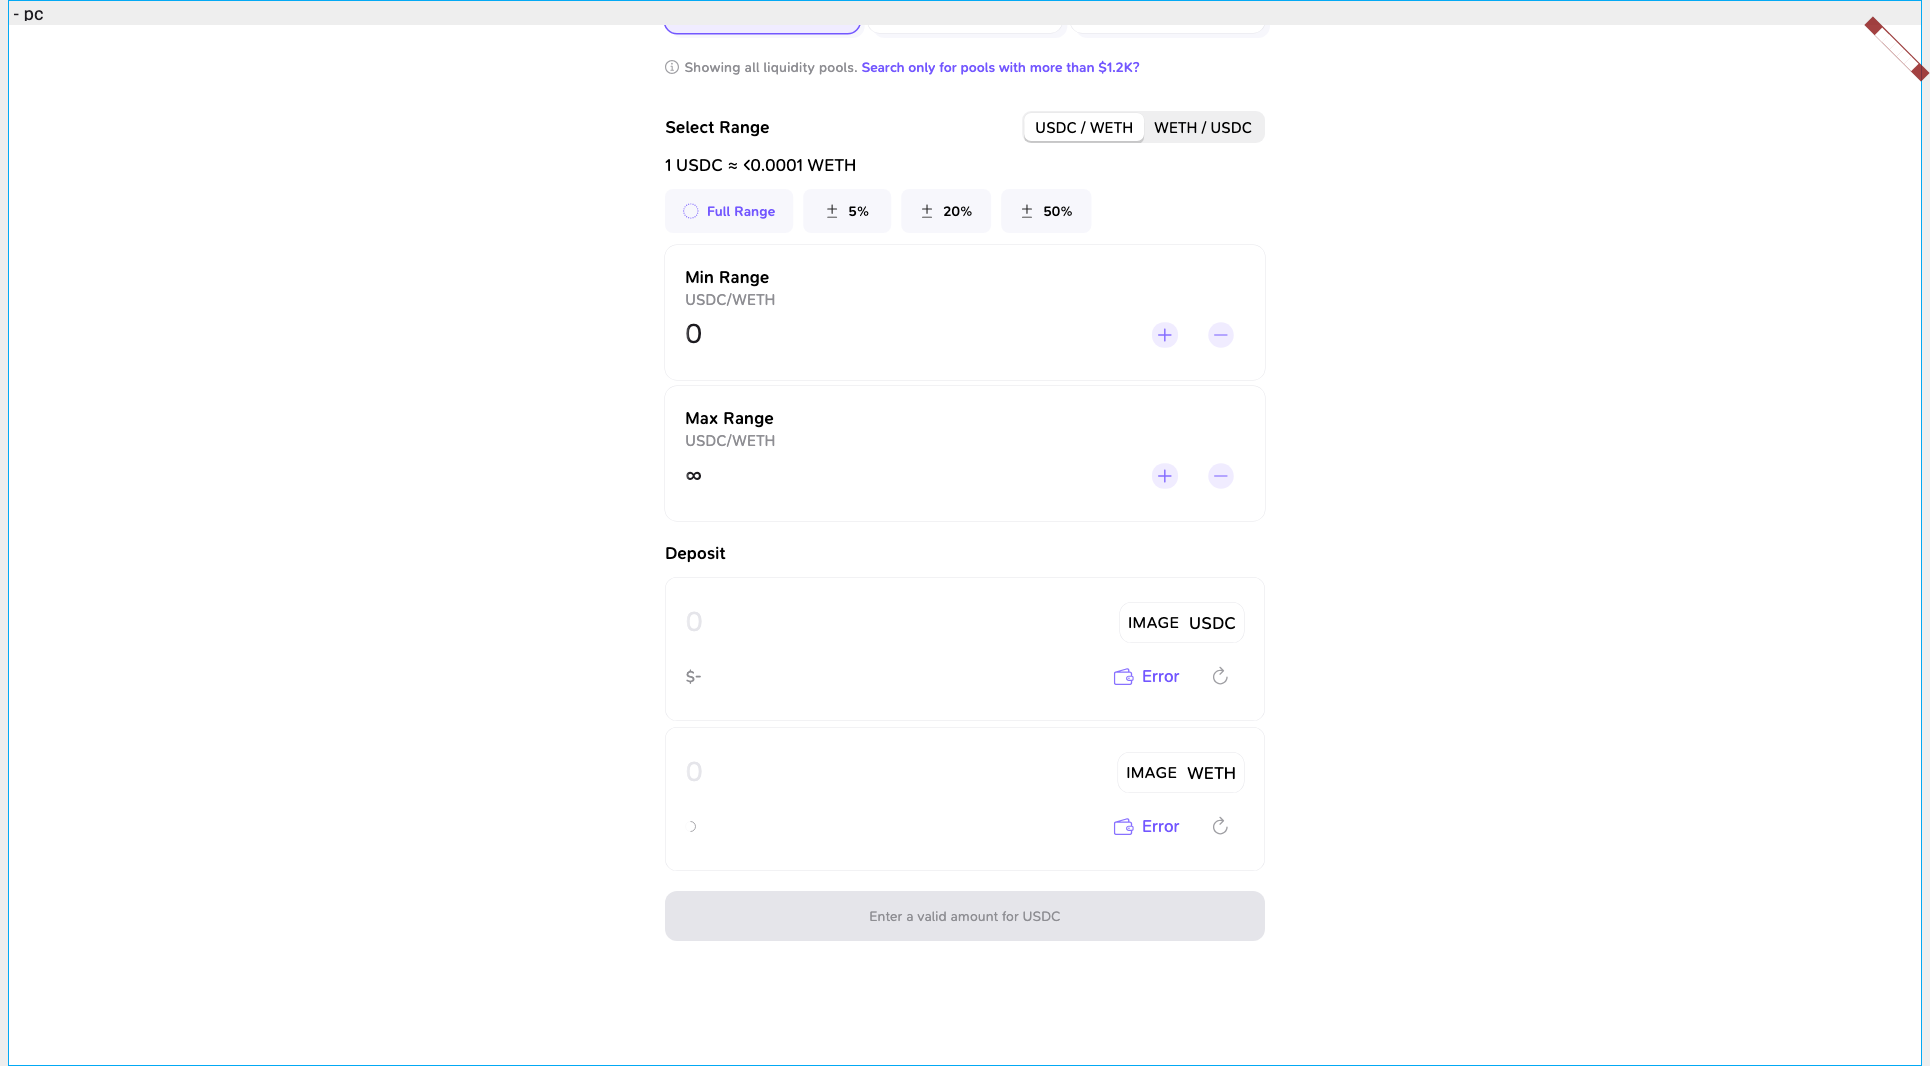 - pc
Showing all liquidity pools. Search only for pools with more than $1.2K?
Select Range
USDC / WETH WETH / USDC
1 USDC ≈ <0.0001 WETH
Full Range ± 5% ± 20% ± 50%
Min Range
USDC/WETH
0
Max Range
USDC/WETH
∞
Deposit
0 IMAGE USDC
$- Error
0 IMAGE WETH
Error
Enter a valid amount for USDC